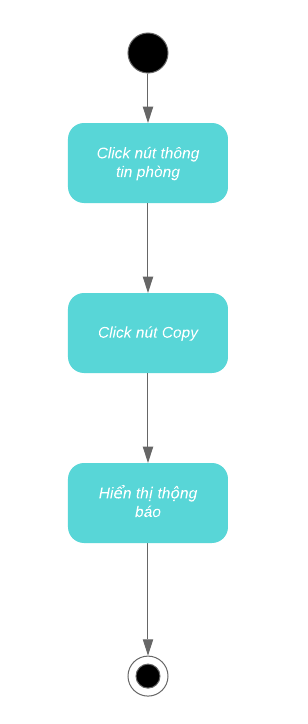 Click nút thông
tin phòng
Click nút Copy
Hiển thị thộng
báo